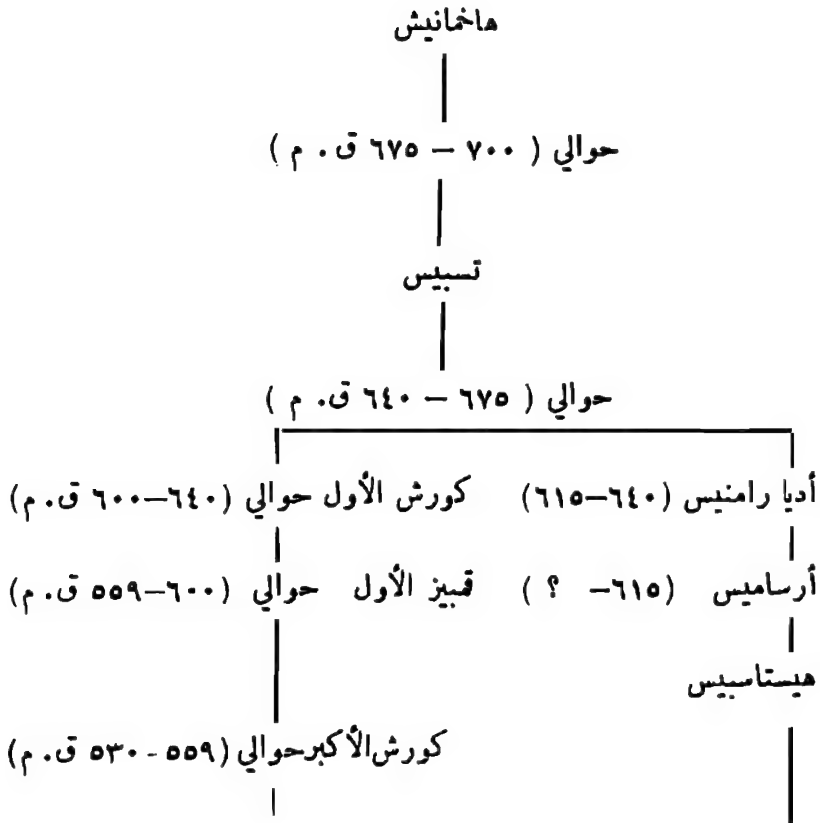 هاخمانيش
حوالي ( ٧٠٠ – ٦٧٥ ق . م )
تسبيس
حوالي ( ٦٧٥ – ٦٤٠ ق . م )
أديا رامنيس (٦٤٠–٦١٥) كورش الأول حوالي (٦٤٠–٦٠٠ ق . م)
أرساميس (٦١٥– ؟ ) قمبيز الأول حوالي (٦٠٠–٥٥٩ ق . م)
هيستاسبيس
كورش الأكبر حوالي (٥٥٩ - ٥٣٠ ق . م)